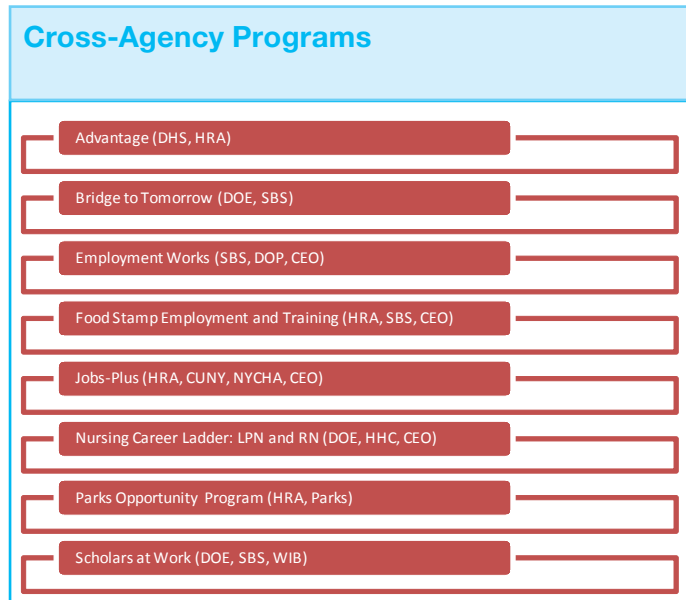 Cross-Agency Programs
Advantage (DHS, HRA)
Bridge to Tomorrow (DOE, SBS)
Employment Works (SBS, DOP, CEO)
Food Stamp Employment and Training (HRA, SBS, CEO)
Jobs-Plus (HRA, CUNY, NYCHA, CEO)
Nursing Career Ladder: LPN and RN (DOE, HHC, CEO)
Parks Opportunity Program (HRA, Parks)
Scholars at Work (DOE, SBS, WIB)